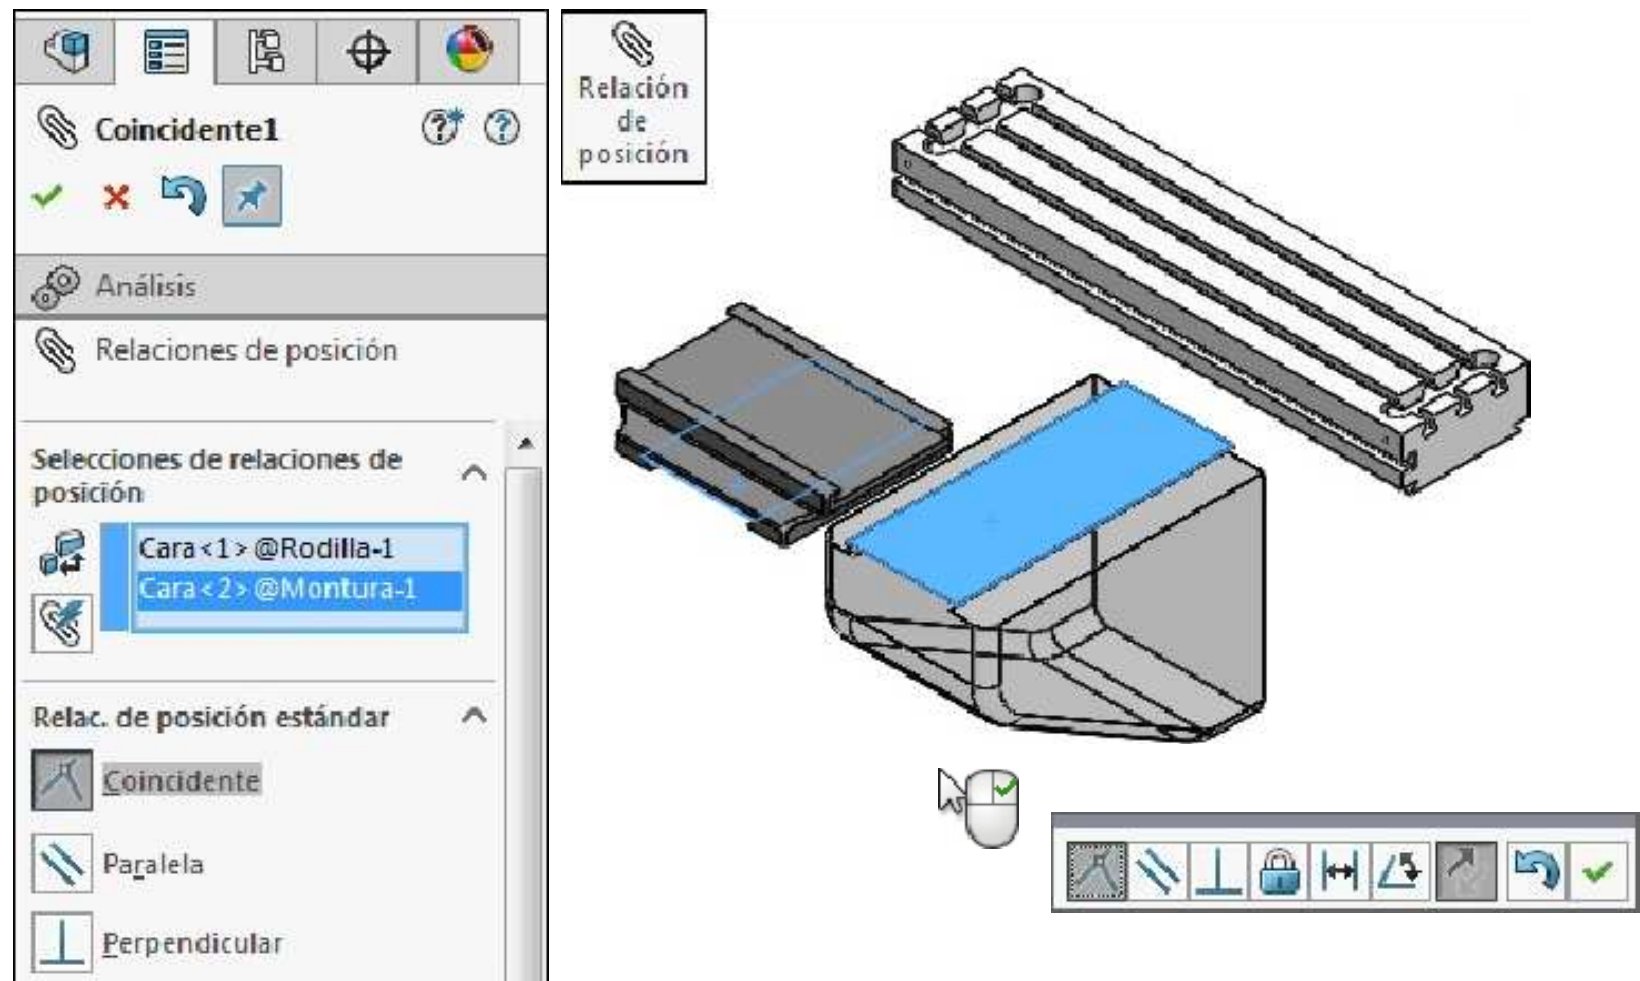 Coincidente1
Análisis
Relaciones de posición
Selecciones de relaciones de
posición
Cara<1>@Rodilla-1
Cara<2>@Montura-1
Relac. de posición estándar
Coincidente
Paralela
Perpendicular
Relación
de
posición